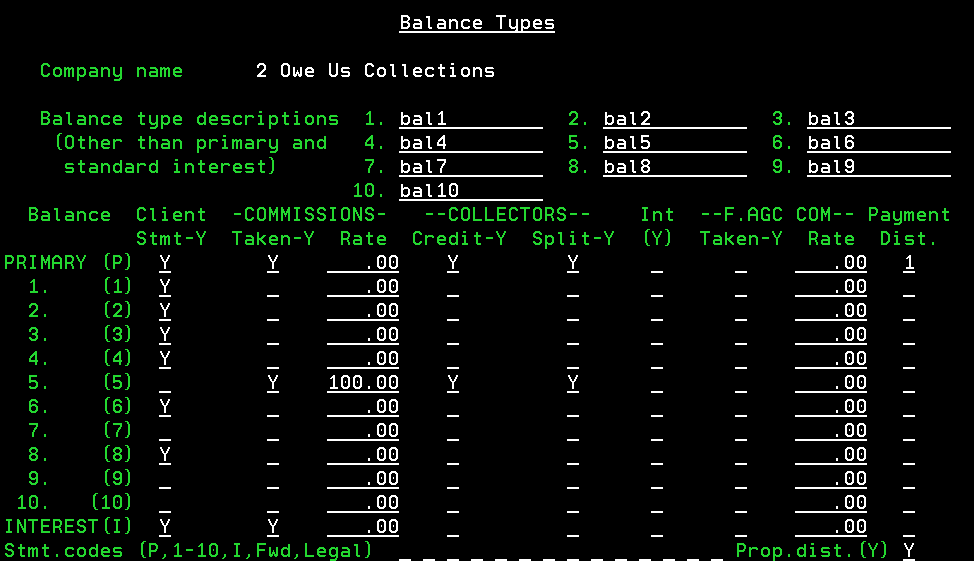 Balance Types
Company name 2 Owe Us Collections
Balance type descriptions 1. bal1 2. bal2 3. bal3
(Other than primary and 4. bal4 5. bal5 6. bal6
standard interest) 7. bal7 8. bal8 9. bal9
10. bal10
Balance Client -COMMISSIONS- --COLLECTORS-- Int --F.AGC COM-- Payment
Stmt-Y Taken-Y Rate Credit-Y Split-Y (Y) Taken-Y Rate Dist.
PRIMARY (P) Y Y .00 Y Y _ _ .00 1
1. (1) Y _ .00 _ _ _ _ .00 _
2. (2) Y _ .00 _ _ _ _ .00 _
3. (3) Y _ .00 _ _ _ _ .00 _
4. (4) Y _ .00 _ _ _ _ .00 _
5. (5) _ Y 100.00 Y Y _ _ .00 _
6. (6) Y _ .00 _ _ _ _ .00 _
7. (7) _ _ .00 _ _ _ _ .00 _
8. (8) Y _ .00 _ _ _ _ .00 _
9. (9) _ _ .00 _ _ _ _ .00 _
10. (10) _ _ .00 _ _ _ _ .00 _
INTEREST(I) Y Y .00 _ _ _ _ .00 _
Stmt.codes (P,1-10,I,Fwd,Legal) _ _ _ _ _ _ _ _ _ _ _ _ _ _ Prop.dist.(Y) Y